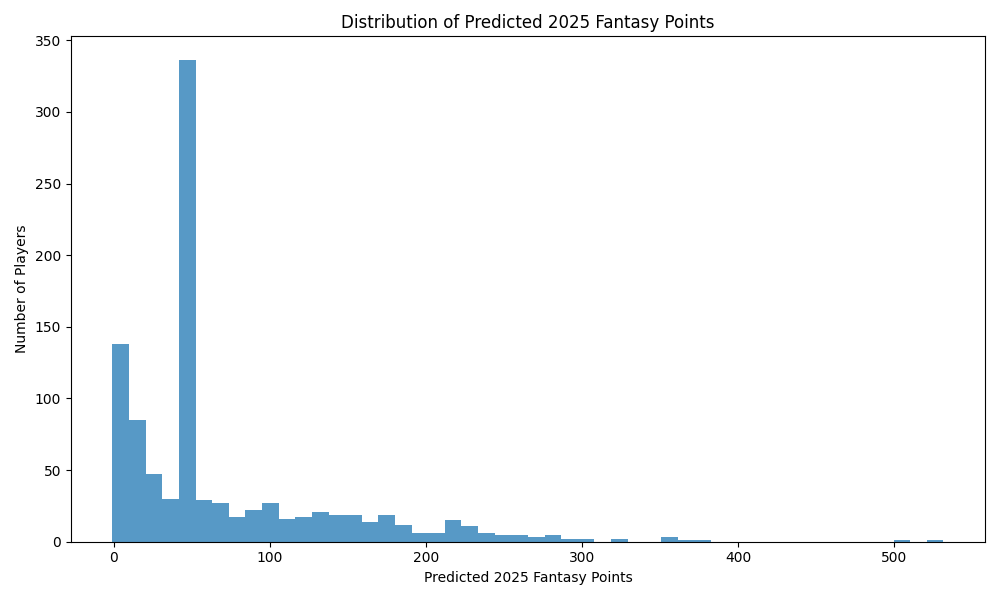 Distribution of Predicted 2025 Fantasy Points
350
300
250
200
150
100
50
0
Number of Players
0 100 200 300 400 500
Predicted 2025 Fantasy Points